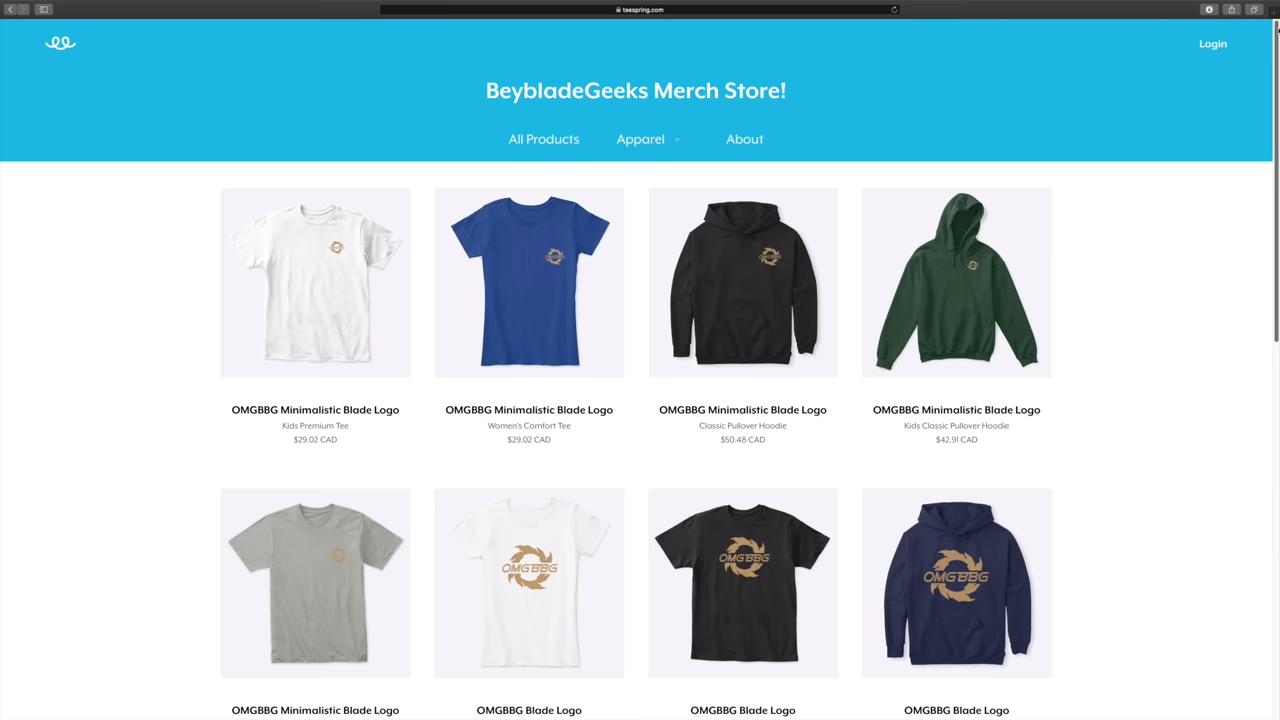 teespring.com
Login
BeybladeGeeks Merch Store!
All Products
Apparel
About
OMGBBG
OMGBBG
OMGBBG Minimalistic Blade Logo
Kids Premium Tee
$29.02 CAD
OMGBBG Minimalistic Blade Logo
Women's Comfort Tee
$29.02 CAD
OMGBBG Minimalistic Blade Logo
Classic Pullover Hoodie
$50.48 CAD
OMGBBG Minimalistic Blade Logo
Kids Classic Pullover Hoodie
$42.91 CAD
OMGBBG
OMGBBG
OMGBBG
OMGBBG Minimalistic Blade Logo
OMGBBG Blade Logo
OMGBBG Blade Logo
OMGBBG Blade Logo